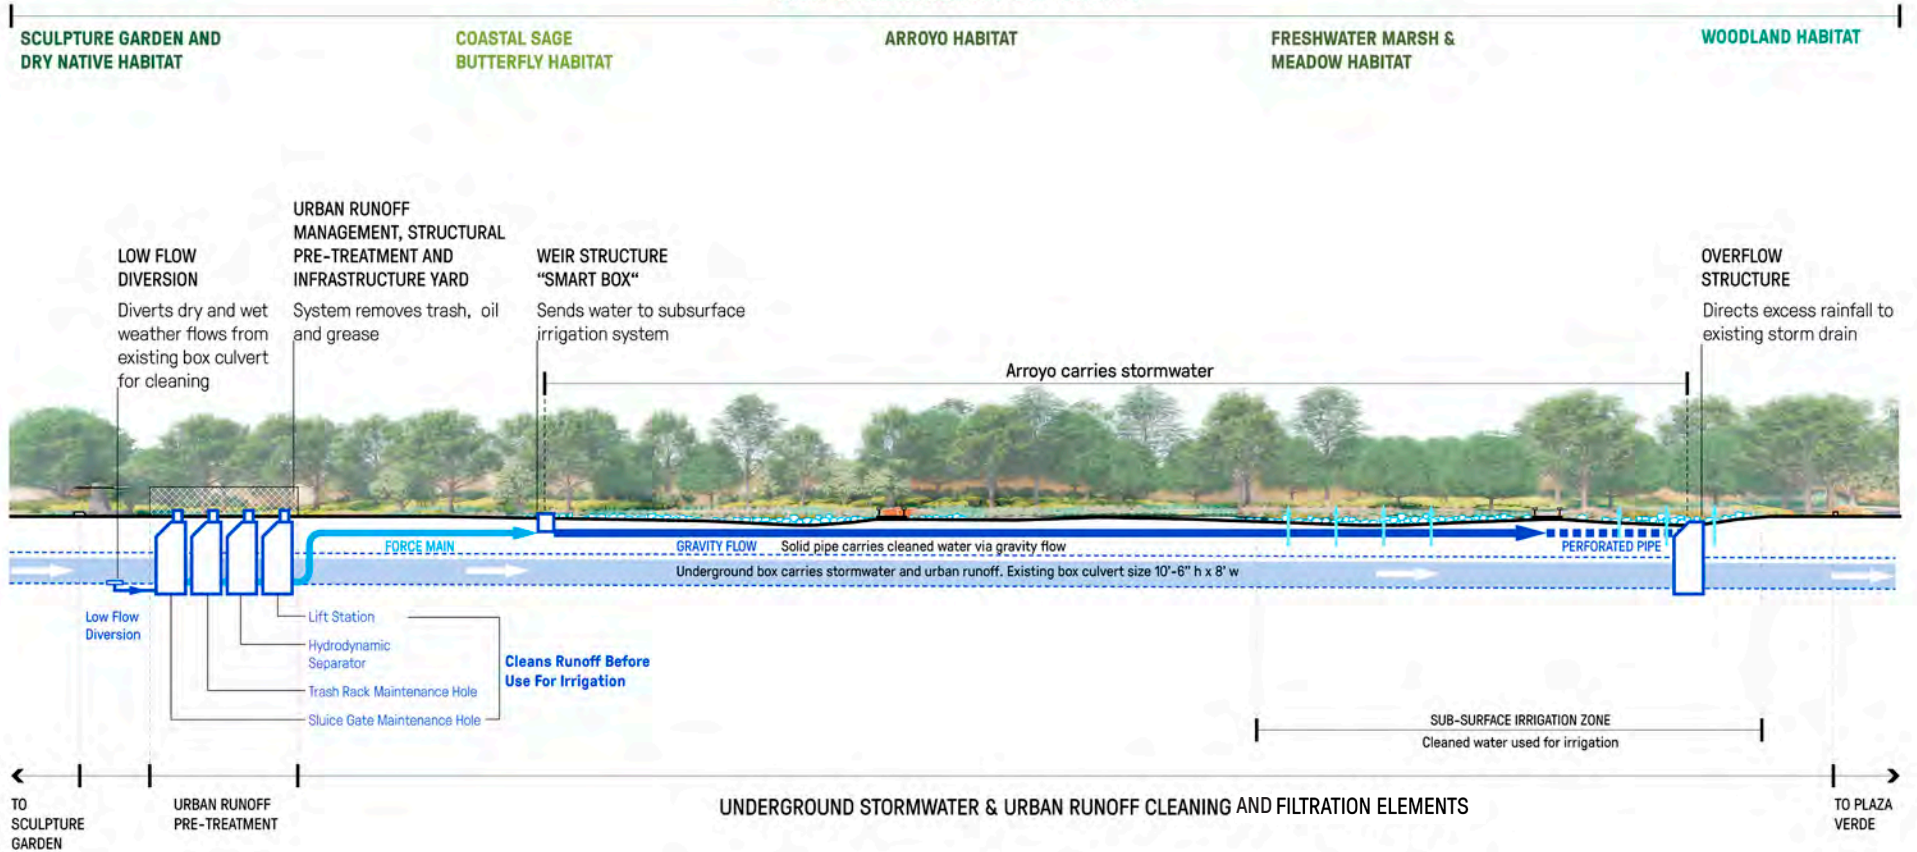 SCULPTURE GARDEN AND
DRY NATIVE HABITAT
COASTAL SAGE
BUTTERFLY HABITAT
ARROYO HABITAT
FRESHWATER MARSH &
MEADOW HABITAT
WOODLAND HABITAT
LOW FLOW
DIVERSION
Diverts dry and wet
weather flows from
existing box culvert
for cleaning
URBAN RUNOFF
MANAGEMENT, STRUCTURAL
PRE-TREATMENT AND
INFRASTRUCTURE YARD
System removes trash, oil
and grease
WEIR STRUCTURE
“SMART BOX“
Sends water to subsurface
irrigation system
OVERFLOW
STRUCTURE
Directs excess rainfall to
existing storm drain
Arroyo carries stormwater
FORCE MAIN
GRAVITY FLOW
Solid pipe carries cleaned water via gravity flow
PERFORATED PIPE
Underground box carries stormwater and urban runoff. Existing box culvert size 10'-6" h x 8' w
Low Flow
Diversion
Lift Station
Hydrodynamic
Separator
Trash Rack Maintenance Hole
Sluice Gate Maintenance Hole
Cleans Runoff Before
Use For Irrigation
SUB-SURFACE IRRIGATION ZONE
Cleaned water used for irrigation
TO
SCULPTURE
GARDEN
URBAN RUNOFF
PRE-TREATMENT
UNDERGROUND STORMWATER & URBAN RUNOFF CLEANING AND FILTRATION ELEMENTS
TO PLAZA
VERDE